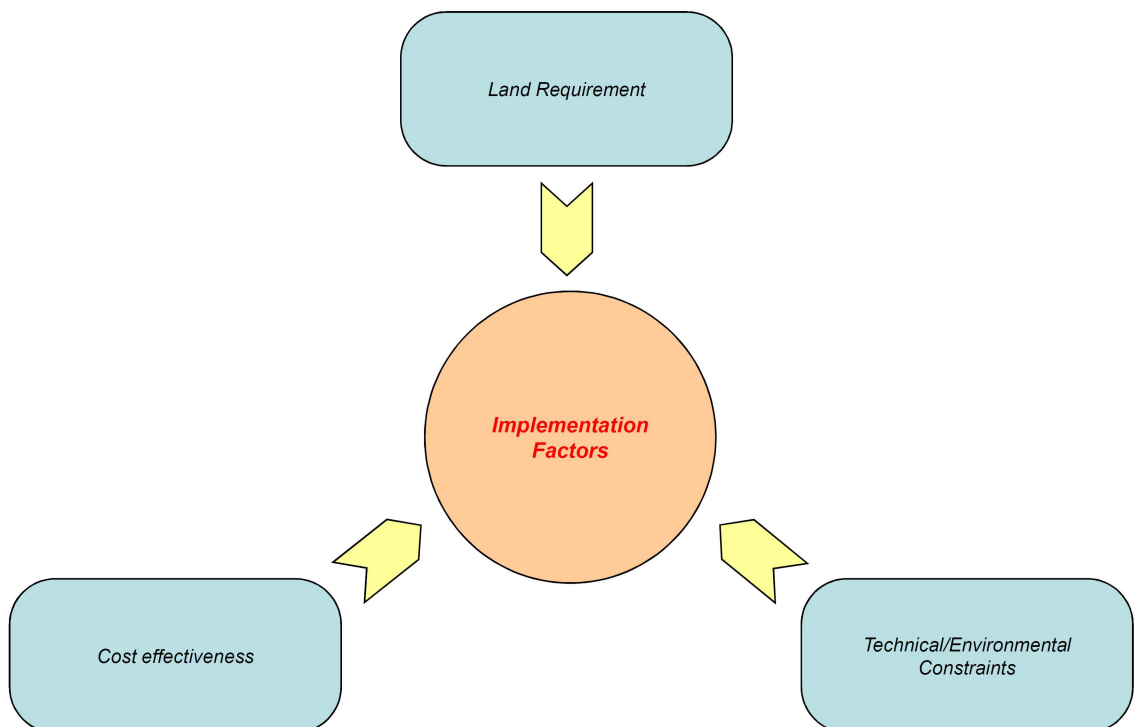 Land Requirement
Implementation
Factors
Cost effectiveness
Technical/Environmental
Constraints